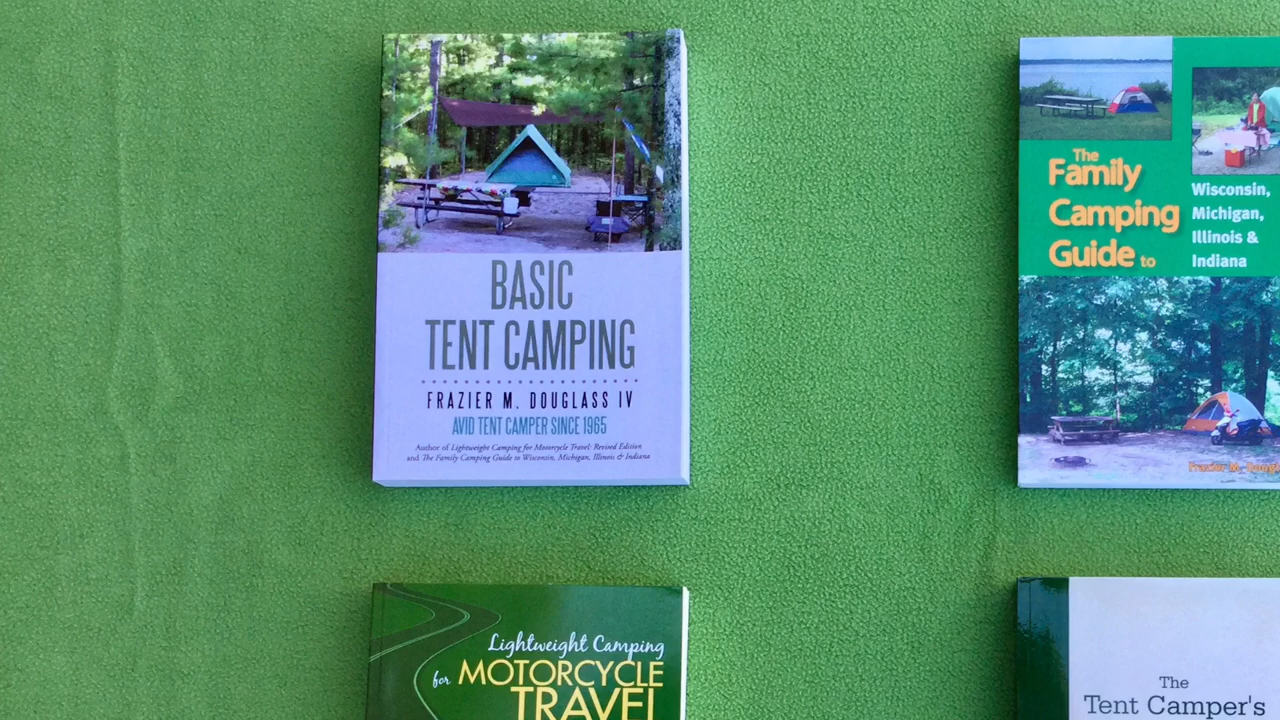 BASIC
TENT CAMPING
FRAZIER M. DOUGLASS IV
AVID TENT CAMPER SINCE 1965
Author of Lightweight Camping for Motorcycle Travel: Revised Edition
and The Family Camping Guide to Wisconsin, Michigan, Illinois & Indiana
The
Family
Camping
Guide to
Wisconsin,
Michigan,
Illinois &
Indiana
Frazier M.
Lightweight Camping
for MOTORCYCLE
TRAVEL
The
Tent Camper's